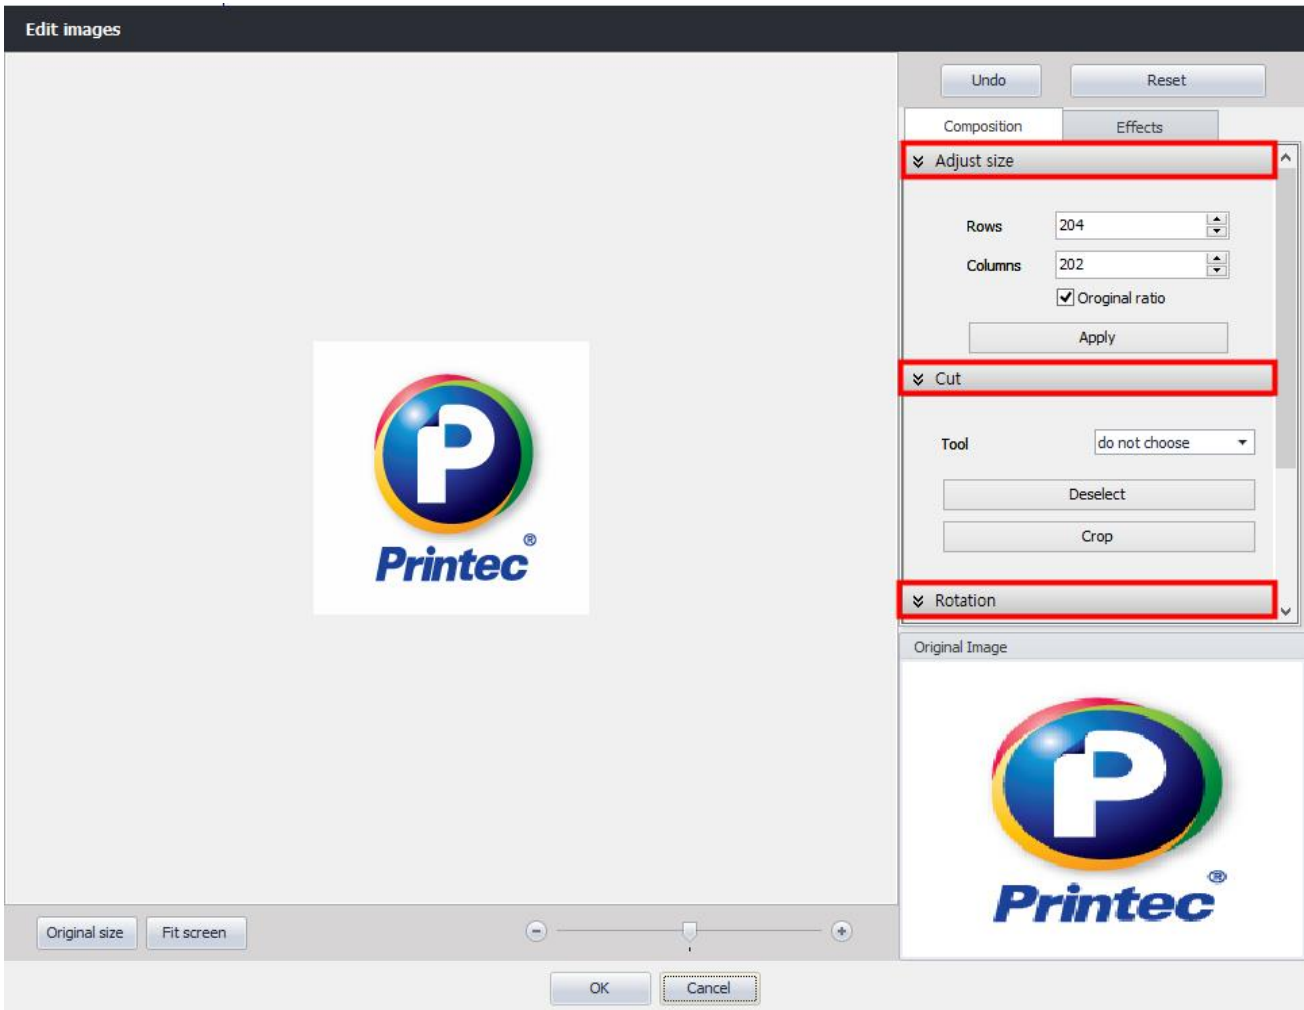 Edit images
Undo
Reset
Composition
Effects
Adjust size
Rows
204
Columns
202
Oroginal ratio
Apply
Cut
Tool
do not choose
Deselect
Crop
Rotation
Original Image
Printec®
Printec®
Original size
Fit screen
OK
Cancel